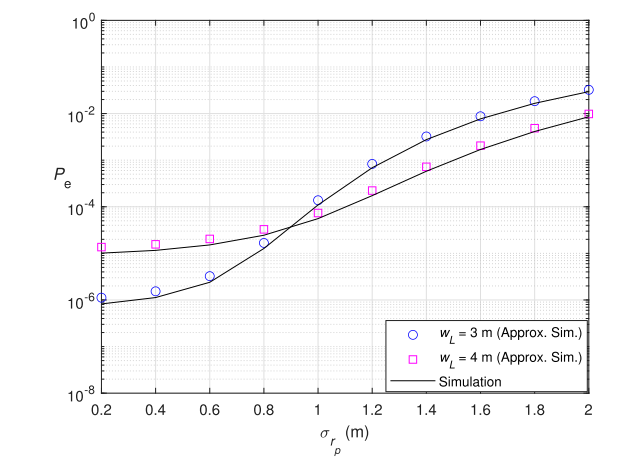 10^0
10^-2
P_e
10^-4
10^-6
10^-8
w_L = 3 m (Approx. Sim.)
w_L = 4 m (Approx. Sim.)
Simulation
0.2 0.4 0.6 0.8 1 1.2 1.4 1.6 1.8 2
σ_{r_p} (m)